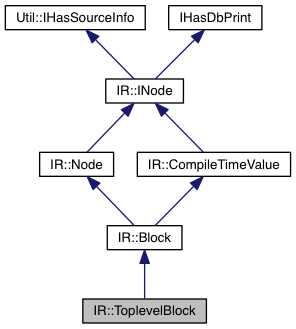 Util::IHasSourceInfo
IHasDbPrint
IR::INode
IR::Node
IR::CompileTimeValue
IR::Block
IR::ToplevelBlock